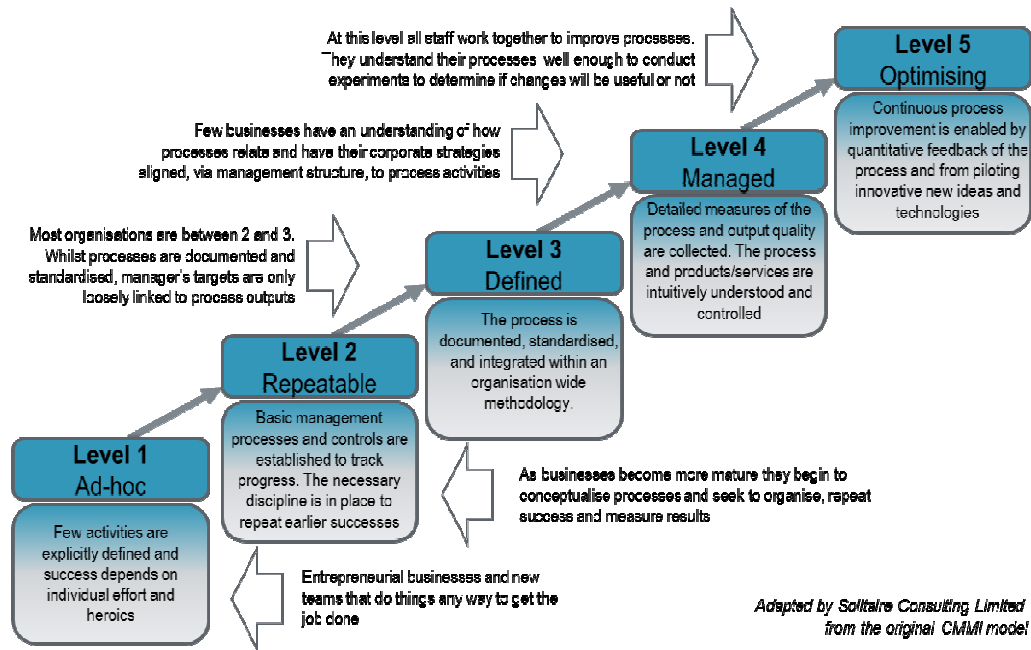 At this level all staff work together to improve processes.
They understand their processes well enough to conduct
experiments to determine if changes will be useful or not
Level 5
Optimising
Continuous process
improvement is enabled by
quantitative feedback of the
process and from piloting
innovative new ideas and
technologies
Few businesses have an understanding of how
processes relate and have their corporate strategies
aligned, via management structure, to process activities
Level 4
Managed
Detailed measures of the
process and output quality
are collected. The process
and products/services are
intuitively understood and
controlled
Most organisations are between 2 and 3.
Whilst processes are documented and
standardised, manager's targets are only
loosely linked to process outputs
Level 3
Defined
The process is
documented, standardised,
and integrated within an
organisation wide
methodology.
Level 2
Repeatable
Basic management
processes and controls are
established to track
progress. The necessary
discipline is in place to
repeat earlier successes
As businesses become more mature they begin to
conceptualise processes and seek to organise, repeat
success and measure results
Level 1
Ad-hoc
Few activities are
explicitly defined and
success depends on
individual effort and
heroics
Entrepreneurial businesses and new
teams that do things any way to get the
job done
Adapted by Solitaire Consulting Limited
from the original CMMI model